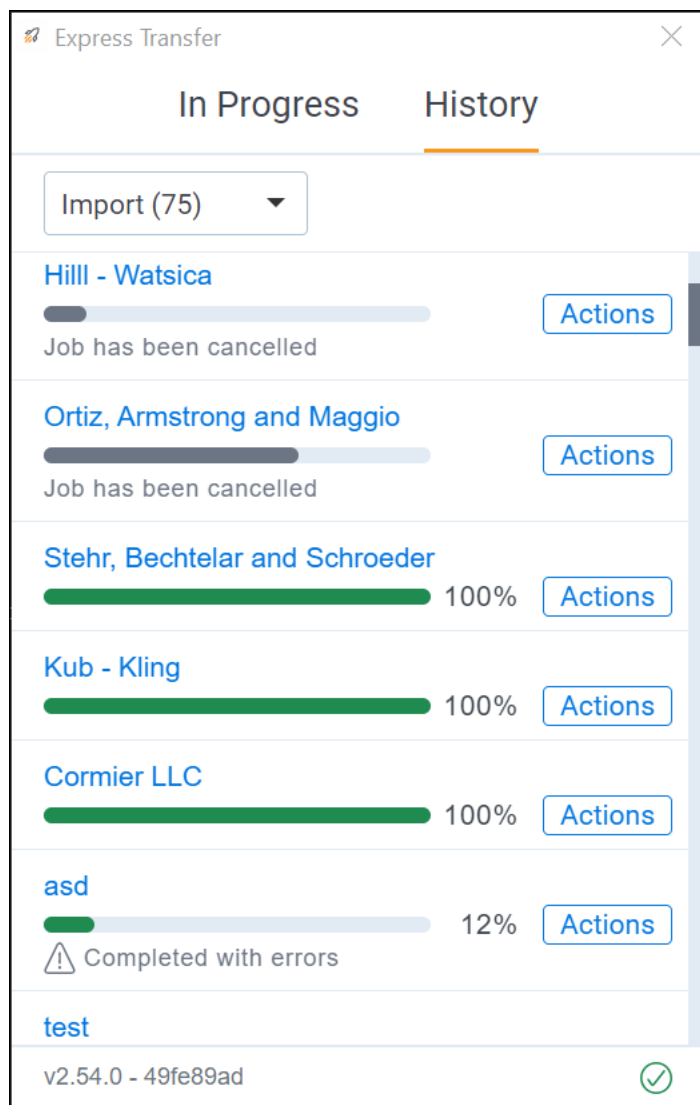 Express Transfer
In Progress
History
Import (75)
Hilll - Watsica
Actions
Job has been cancelled
Ortiz, Armstrong and Maggio
Actions
Job has been cancelled
Stehr, Bechtelar and Schroeder
100%
Actions
Kub - Kling
100%
Actions
Cormier LLC
100%
Actions
asd
12%
Actions
Completed with errors
test
v2.54.0 - 49fe89ad